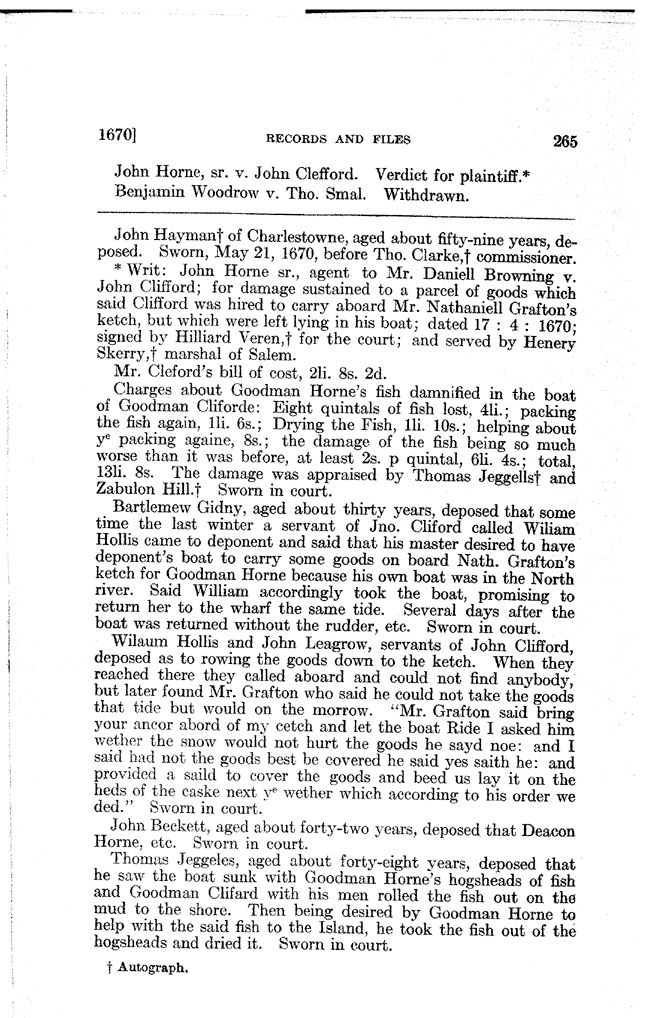 1670] RECORDS AND FILES 265
John Horne, sr. v. John Clefford. Verdict for plaintiff.*
Benjamin Woodrow v. Tho. Smal. Withdrawn.
John Hayman† of Charlestowne, aged about fifty-nine years, de-
posed. Sworn, May 21, 1670, before Tho. Clarke,† commissioner.
* Writ: John Horne sr., agent to Mr. Daniell Browning v.
John Clifford; for damage sustained to a parcel of goods which
said Clifford was hired to carry aboard Mr. Nathaniell Grafton's
ketch, but which were left lying in his boat; dated 17 : 4 : 1670;
signed by Hilliard Veren,† for the court; and served by Henery
Skerry,† marshal of Salem.
Mr. Cleford's bill of cost, 2li. 8s. 2d.
Charges about Goodman Horne's fish damnified in the boat
of Goodman Cliforde: Eight quintals of fish lost, 4li.; packing
the fish again, 1li. 6s.; Drying the Fish, 1li. 10s.; helping about
yᵉ packing againe, 8s.; the damage of the fish being so much
worse than it was before, at least 2s. p quintal, 6li. 4s.; total,
13li. 8s. The damage was appraised by Thomas Jeggells† and
Zabulon Hill.† Sworn in court.
Bartlemew Gidny, aged about thirty years, deposed that some
time the last winter a servant of Jno. Cliford called Wiliam
Hollis came to deponent and said that his master desired to have
deponent's boat to carry some goods on board Nath. Grafton's
ketch for Goodman Horne because his own boat was in the North
river. Said William accordingly took the boat, promising to
return her to the wharf the same tide. Several days after the
boat was returned without the rudder, etc. Sworn in court.
Wilaum Hollis and John Leagrow, servants of John Clifford,
deposed as to rowing the goods down to the ketch. When they
reached there they called aboard and could not find anybody,
but later found Mr. Grafton who said he could not take the goods
that tide but would on the morrow. "Mr. Grafton said bring
your ancor abord of my cetch and let the boat Ride I asked him
wether the snow would not hurt the goods he sayd noe: and I
said had not the goods best be covered he said yes saith he: and
provided a saild to cover the goods and beed us lay it on the
heds of the caske next yᵉ wether which according to his order we
ded." Sworn in court.
John Beckett, aged about forty-two years, deposed that Deacon
Horne, etc. Sworn in court.
Thomas Jeggeles, aged about forty-eight years, deposed that
he saw the boat sunk with Goodman Horne's hogsheads of fish
and Goodman Clifard with his men rolled the fish out on the
mud to the shore. Then being desired by Goodman Horne to
help with the said fish to the Island, he took the fish out of the
hogsheads and dried it. Sworn in court.
† Autograph.